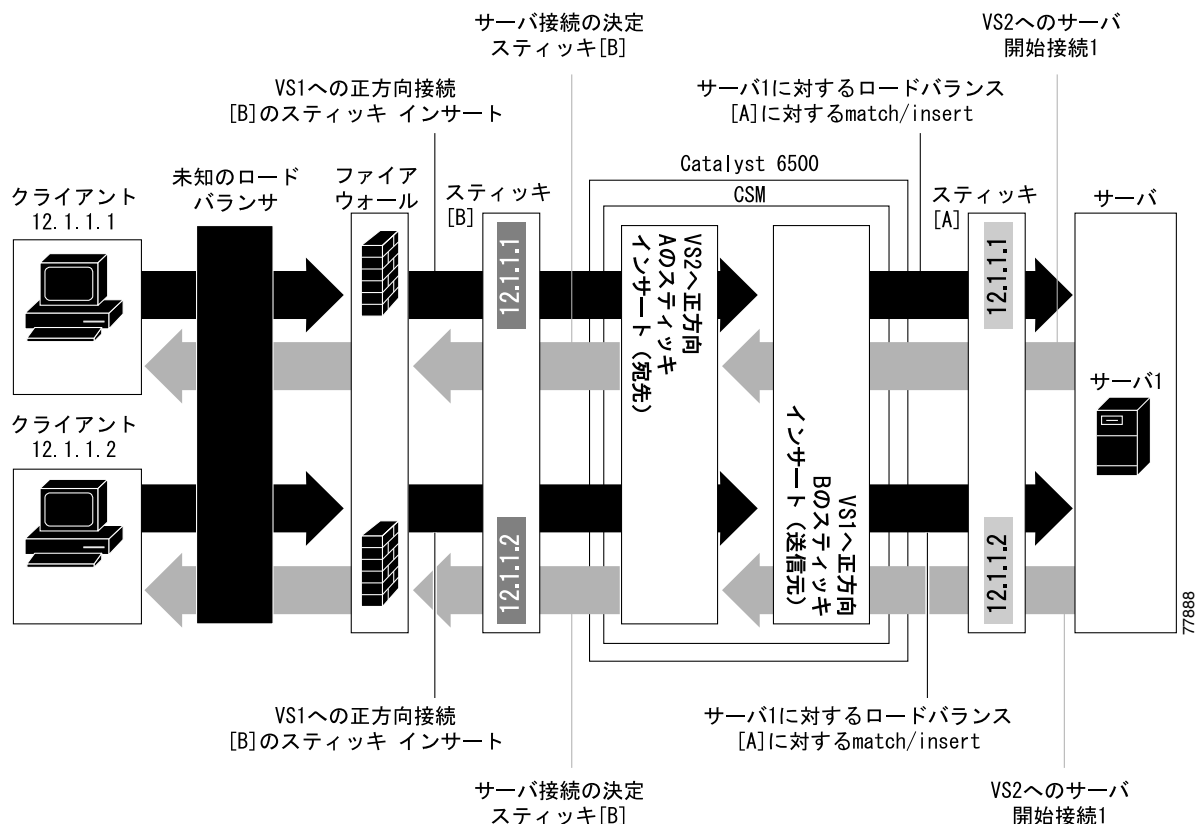 サーバ接続の決定
スティッキ[B]
VS2へのサーバ
開始接続1
VS1への正方向接続
[B]のスティッキ インサート
サーバ1に対するロードバランス
[A]に対するmatch/insert
Catalyst 6500
CSM
クライアント
12.1.1.1
未知のロード
バランサ
ファイア
ウォール
スティッキ
[B]
スティッキ
[A]
サーバ
12.1.1.1
VS2へ正方向
Aのスティッキ
インサート (宛先)
12.1.1.1
サーバ1
クライアント
12.1.1.2
12.1.1.2
VS1へ正方向
Bのスティッキ
インサート (送信元)
12.1.1.2
77888
VS1への正方向接続
[B]のスティッキ インサート
サーバ1に対するロードバランス
[A]に対するmatch/insert
サーバ接続の決定
スティッキ[B]
VS2へのサーバ
開始接続1